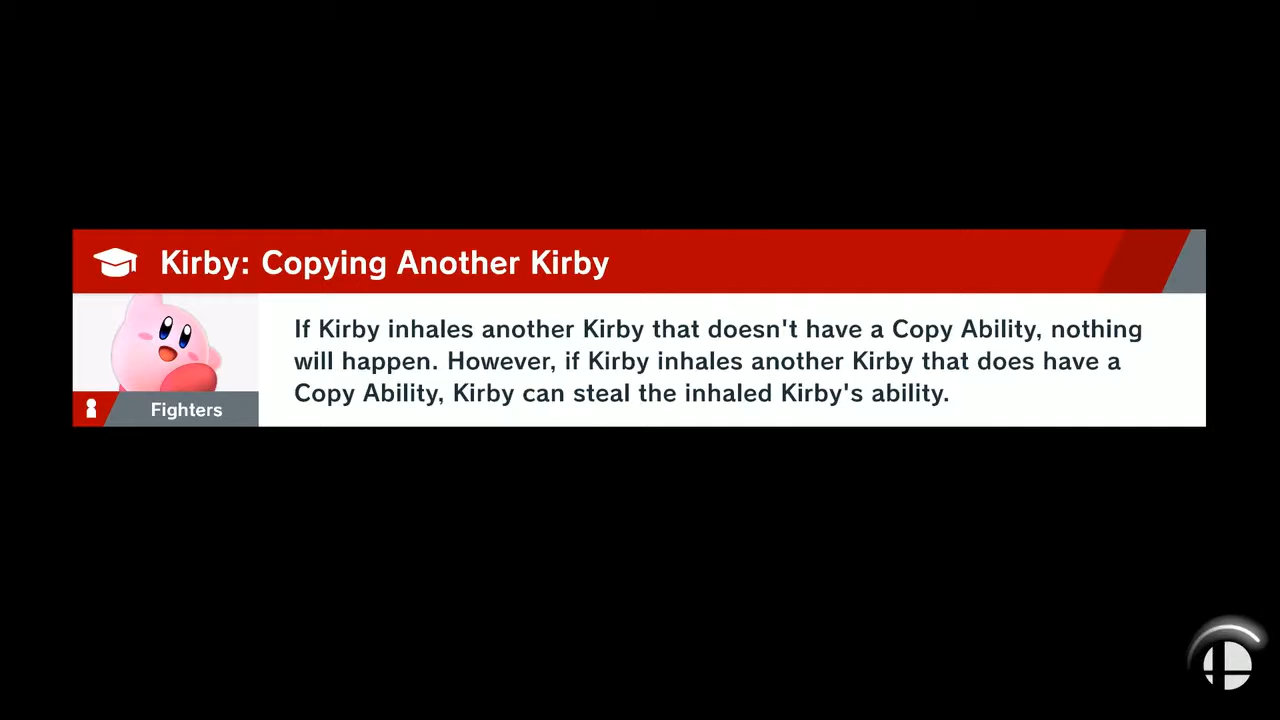 Kirby: Copying Another Kirby
If Kirby inhales another Kirby that doesn't have a Copy Ability, nothing
will happen. However, if Kirby inhales another Kirby that does have a
Copy Ability, Kirby can steal the inhaled Kirby's ability.
Fighters